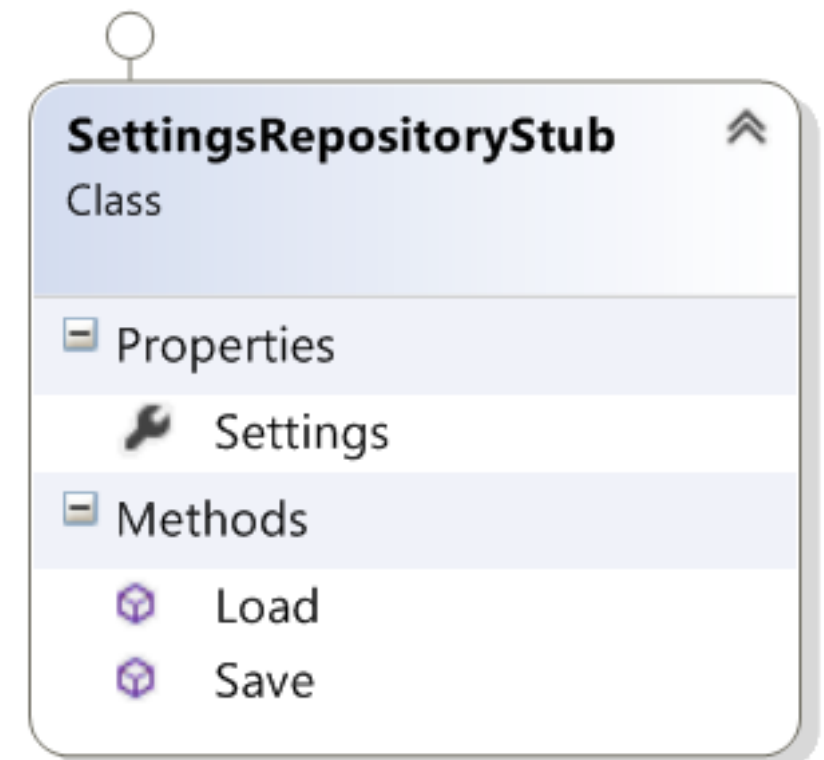 SettingsRepositoryStub
Class
Properties
Settings
Methods
Load
Save